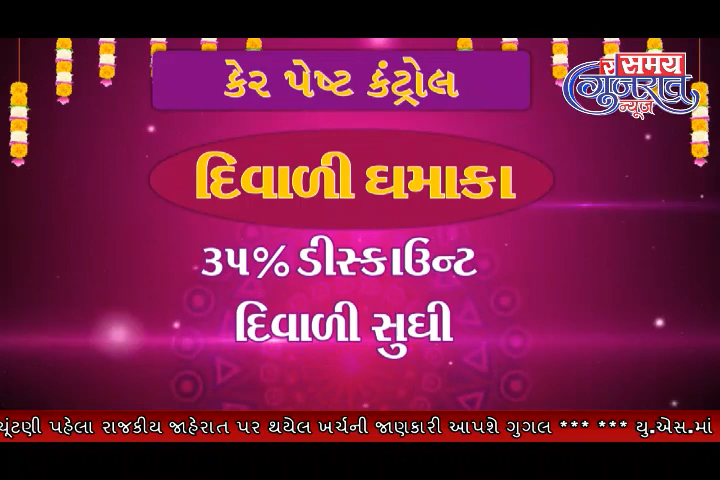 કેર પેષ્ટ કંટ્રોલ
સમય
ગુજરાત
ન્યૂઝ
દિવાળી ધમાકા
૩૫% ડીસ્કાઉન્ટ
દિવાળી સુધી
યૂંટણી પહેલા રાજકીય જાહેરાત પર થયેલ ખર્ચની જાણકારી આપશે ગુગલ *** *** યુ.એસ.માં